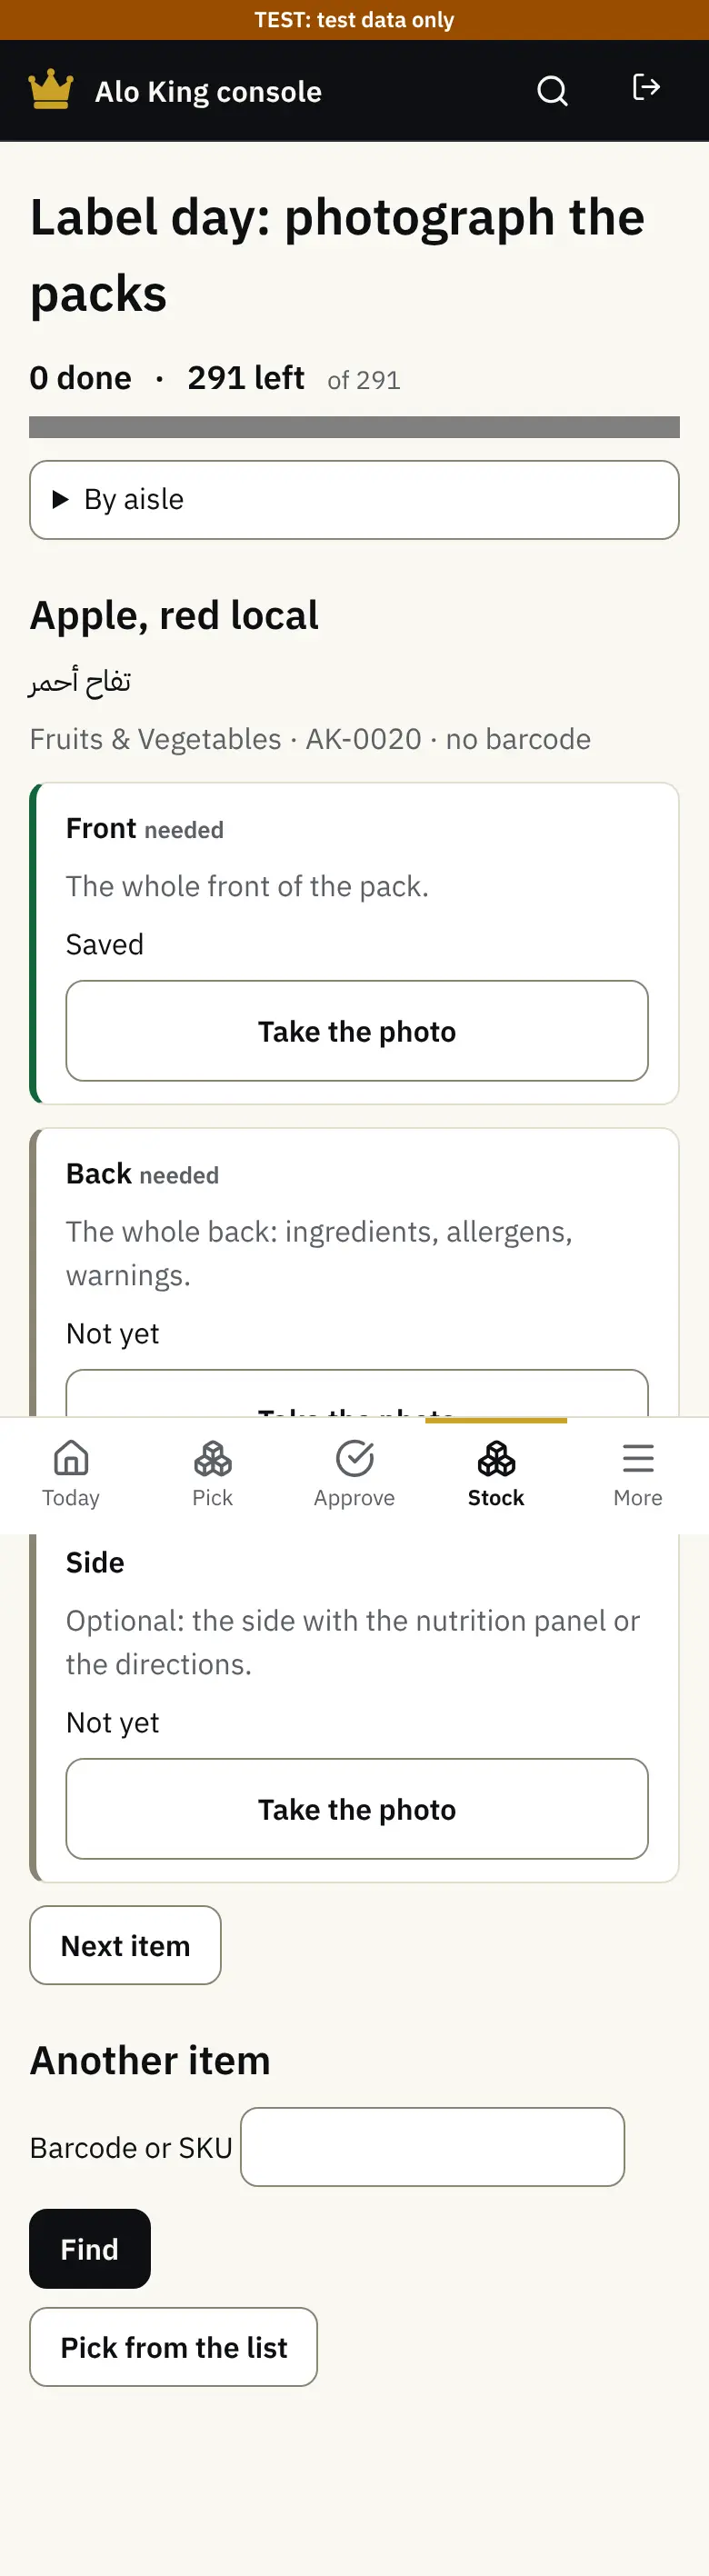 TEST: test data only
Alo King console
Label day: photograph the
packs
0 done · 291 left of 291
By aisle
Apple, red local
تفاح أحمر
Fruits & Vegetables · AK-0020 · no barcode
Front needed
The whole front of the pack.
Saved
Take the photo
Back needed
The whole back: ingredients, allergens,
warnings.
Not yet
Take the photo
Today
Pick
Approve
Stock
More
Side
Optional: the side with the nutrition panel or
the directions.
Not yet
Take the photo
Next item
Another item
Barcode or SKU
Find
Pick from the list